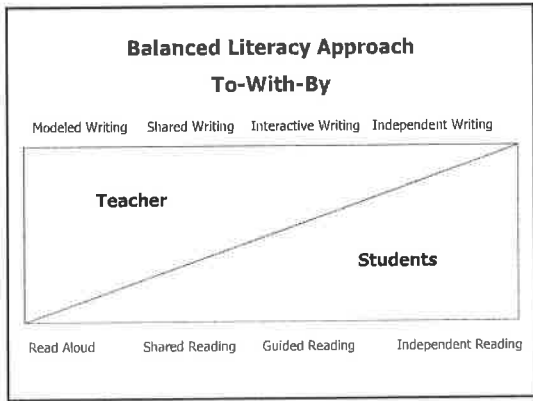 Balanced Literacy Approach
To-With-By
Modeled Writing Shared Writing Interactive Writing Independent Writing
Teacher
Students
Read Aloud Shared Reading Guided Reading Independent Reading